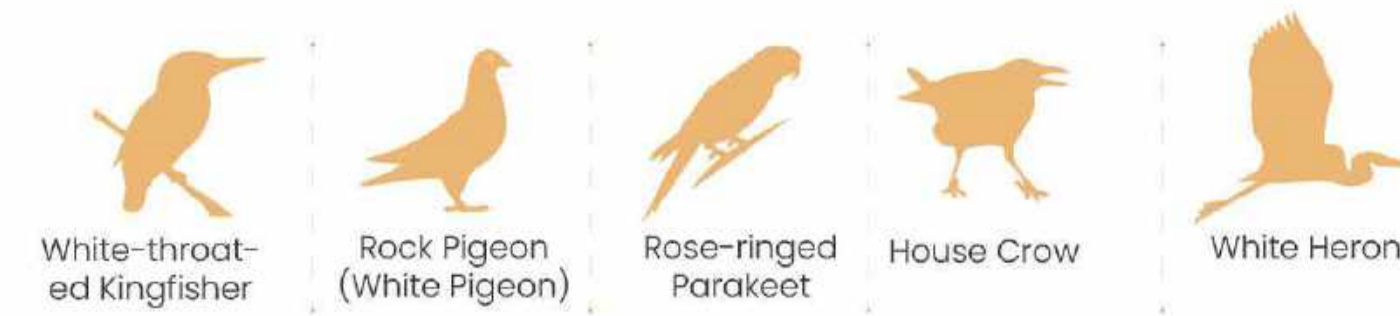 White-throat-
ed Kingfisher
Rock Pigeon
(White Pigeon)
Rose-ringed
Parakeet
House Crow
White Heron